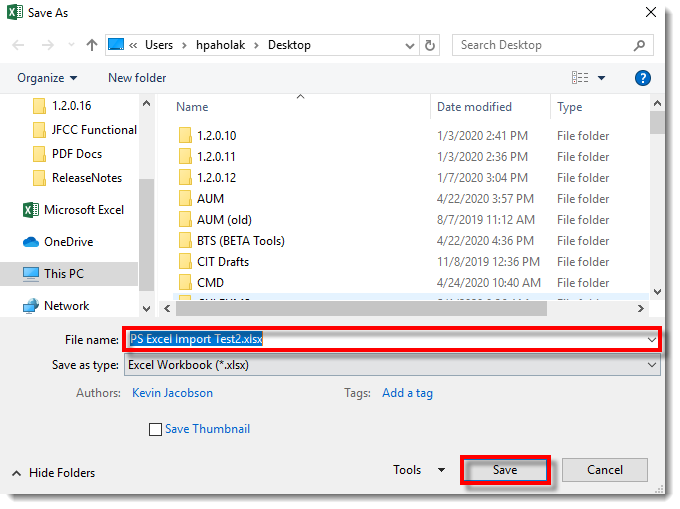 Save As
« Users › hpaholak › Desktop
Search Desktop
Organize
New folder
Name
Date modified
Type
1.2.0.16
JFCC Functional
PDF Docs
ReleaseNotes
Microsoft Excel
OneDrive
This PC
Network
1.2.0.10 1/3/2020 2:41 PM File folder
1.2.0.11 1/3/2020 2:36 PM File folder
1.2.0.12 1/7/2020 3:04 PM File folder
AUM 4/22/2020 3:57 PM File folder
AUM (old) 8/7/2019 11:12 AM File folder
BTS (BETA Tools) 4/22/2020 4:36 PM File folder
CIT Drafts 11/8/2019 12:36 PM File folder
CMD 4/24/2020 10:40 AM File folder
File name: PS Excel Import Test2.xlsx
Save as type: Excel Workbook (*.xlsx)
Authors: Kevin Jacobson
Tags: Add a tag
Save Thumbnail
Hide Folders
Tools
Save
Cancel